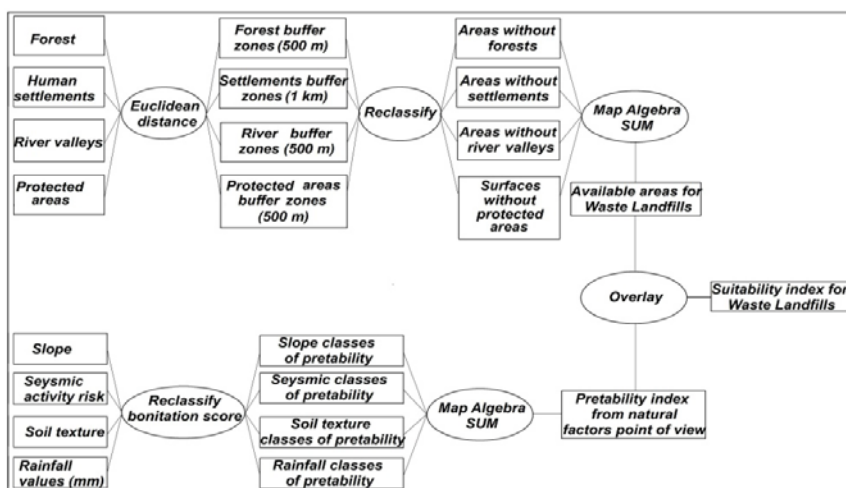 Forest
Human
settlements
River valleys
Protected
areas
Euclidean
distance
Forest buffer
zones (500 m)
Settlements buffer
zones (1 km)
River buffer
zones (500 m)
Protected areas
buffer zones
(500 m)
Reclassify
Areas without
forests
Areas without
settlements
Areas without
river valleys
Surfaces
without
protected
areas
Map Algebra
SUM
Available areas for
Waste Landfills
Overlay
Suitability index for
Waste Landfills
Slope
Seysmic
activity risk
Soil texture
Rainfall
values (mm)
Reclassify
bonitation score
Slope classes
of pretability
Seysmic classes
of pretability
Soil texture
classes of pretability
Rainfall classes
of pretability
Map Algebra
SUM
Pretability index
from natural
factors point of view